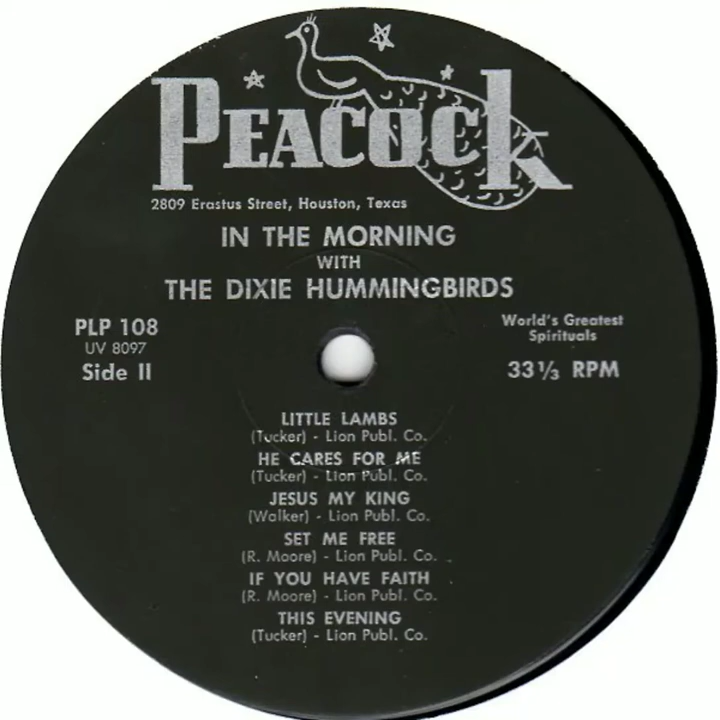 PEACOCK
2809 Erastus Street, Houston, Texas
IN THE MORNING
WITH
THE DIXIE HUMMINGBIRDS
PLP 108
UV 8097
Side II
World's Greatest
Spirituals
33⅓ RPM
LITTLE LAMBS
(Tucker) - Lion Publ. Co.
HE CARES FOR ME
(Tucker) - Lion Publ. Co.
JESUS MY KING
(Walker) - Lion Publ. Co.
SET ME FREE
(R. Moore) - Lion Publ. Co.
IF YOU HAVE FAITH
(R. Moore) - Lion Publ. Co.
THIS EVENING
(Tucker) - Lion Publ. Co.